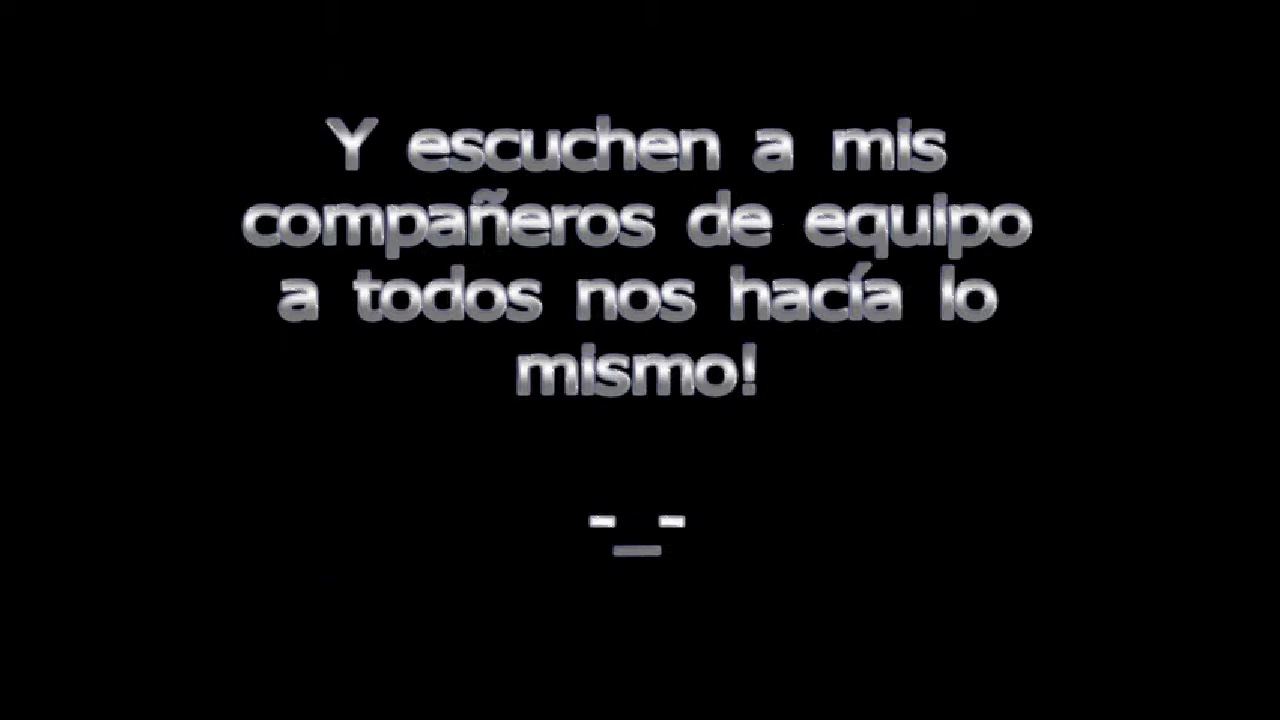 Y escuchen a mis
compañeros de equipo
a todos nos hacía lo
mismo!
-_-